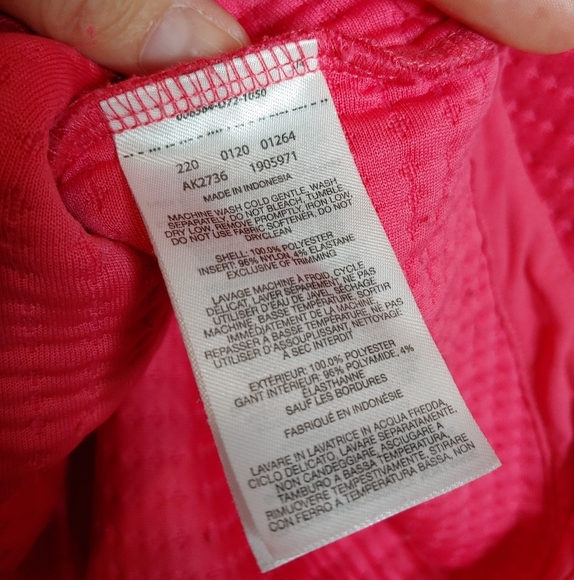 220 0120 01264
AK2736 1905971
MADE IN INDONESIA
MACHINE WASH COLD GENTLE, WASH
SEPARATELY DO NOT BLEACH, TUMBLE
DRY LOW, REMOVE PROMPTLY, IRON LOW,
DO NOT USE FABRIC SOFTENER, DO NOT
DRYCLEAN
SHELL: 100.0% POLYESTER
INSERT: 96% NYLON, 4% ELASTANE
EXCLUSIVE OF TRIMMING
LAVAGE MACHINE À FROID, CYCLE
DÉLICAT, LAVER SÉPARÉMENT, NE PAS
UTILISER D'EAU DE JAVEL, SÉCHAGE
MACHINE BASSE TEMPÉRATURE SORTIR
IMMÉDIATEMENT DE LA MACHINE,
REPASSER À BASSE TEMPÉRATURE, NE PAS
UTILISER D'ASSOUPLISSANT, NETTOYAGE
À SEC INTERDIT
EXTÉRIEUR: 100.0% POLYESTER
GANT INTÉRIEUR: 96% POLYAMIDE, 4%
ÉLASTHANNE
SAUF LES BORDURES
FABRIQUÉ EN INDONÉSIE
LAVARE IN LAVATRICE IN ACQUA FREDDA,
CICLO DELICATO, LAVARE SEPARATAMENTE,
NON CANDEGGIARE, ASCIUGARE A
TAMBURO A BASSA TEMPERATURA,
RIMUOVERE TEMPESTIVAMENTE, STIRARE
CON FERRO A TEMPERATURA BASSA, NON